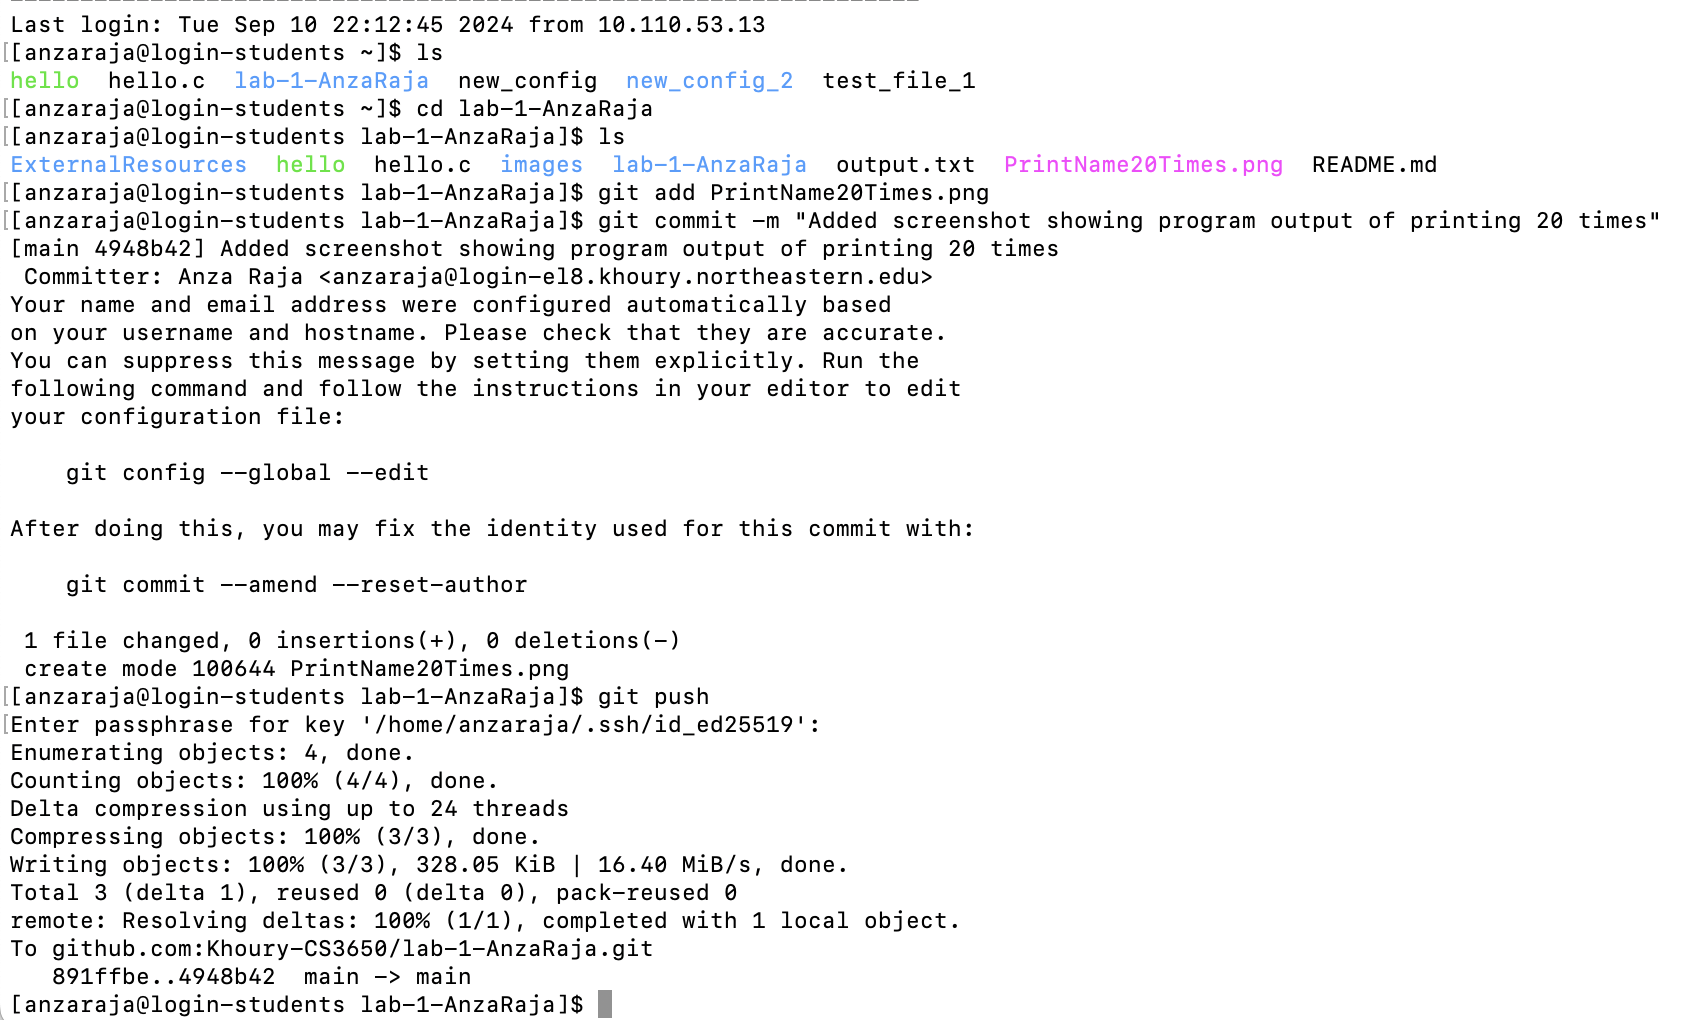 Last login: Tue Sep 10 22:12:45 2024 from 10.110.53.13
[[anzaraja@login-students ~]$ ls
hello  hello.c  lab-1-AnzaRaja  new_config  new_config_2  test_file_1
[[anzaraja@login-students ~]$ cd lab-1-AnzaRaja
[[anzaraja@login-students lab-1-AnzaRaja]$ ls
ExternalResources  hello  hello.c  images  lab-1-AnzaRaja  output.txt  PrintName20Times.png  README.md
[[anzaraja@login-students lab-1-AnzaRaja]$ git add PrintName20Times.png
[[anzaraja@login-students lab-1-AnzaRaja]$ git commit -m "Added screenshot showing program output of printing 20 times"
[main 4948b42] Added screenshot showing program output of printing 20 times
 Committer: Anza Raja <anzaraja@login-el8.khoury.northeastern.edu>
Your name and email address were configured automatically based
on your username and hostname. Please check that they are accurate.
You can suppress this message by setting them explicitly. Run the
following command and follow the instructions in your editor to edit
your configuration file:

    git config --global --edit

After doing this, you may fix the identity used for this commit with:

    git commit --amend --reset-author

 1 file changed, 0 insertions(+), 0 deletions(-)
 create mode 100644 PrintName20Times.png
[[anzaraja@login-students lab-1-AnzaRaja]$ git push
[Enter passphrase for key '/home/anzaraja/.ssh/id_ed25519':
Enumerating objects: 4, done.
Counting objects: 100% (4/4), done.
Delta compression using up to 24 threads
Compressing objects: 100% (3/3), done.
Writing objects: 100% (3/3), 328.05 KiB | 16.40 MiB/s, done.
Total 3 (delta 1), reused 0 (delta 0), pack-reused 0
remote: Resolving deltas: 100% (1/1), completed with 1 local object.
To github.com:Khoury-CS3650/lab-1-AnzaRaja.git
   891ffbe..4948b42  main -> main
[anzaraja@login-students lab-1-AnzaRaja]$